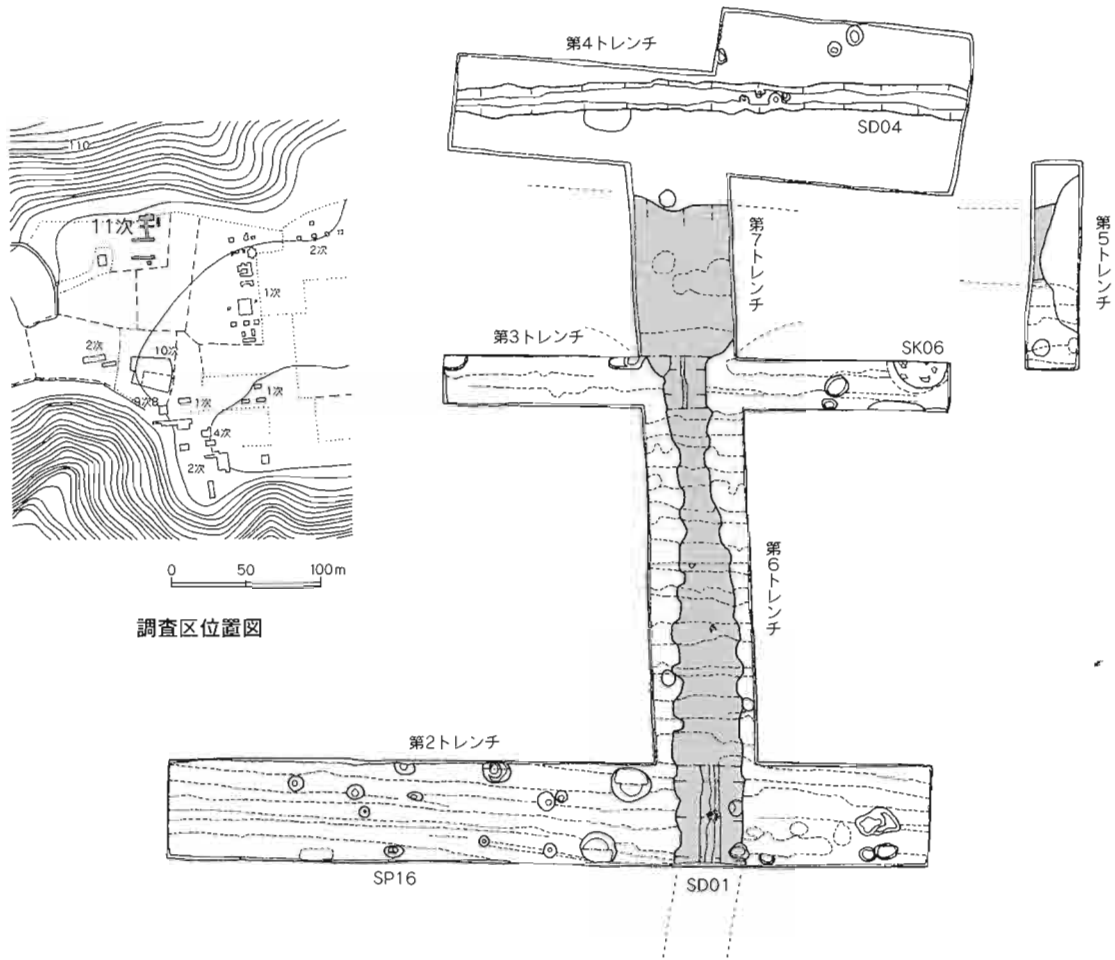 110
11次
2次
1次
2次
10次
1次
1次
4次
2次
0 50 100m
調査区位置図
第4トレンチ
SD04
第7トレンチ
第5トレンチ
第3トレンチ
SK06
第6トレンチ
第2トレンチ
SP16
SD01